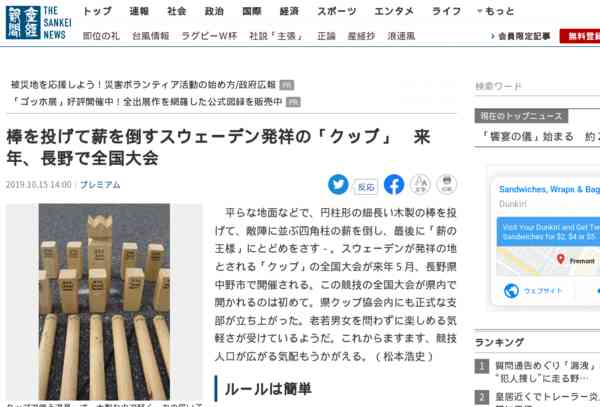 産経新聞
THE SANKEI NEWS
トップ 速報 社会 政治 国際 経済 スポーツ エンタメ ライフ もっと
即位の礼 台風情報 ラグビーW杯 社説「主張」 正論 産経抄 浪速風
会員限定記事
被災地を応援しよう！災害ボランティア活動の始め方/政府広報 PR
「ゴッホ展」好評開催中！全出展作を網羅した公式図録を販売中 PR
検索ワード
現在のトップニュース
「饗宴の儀」始まる 約
棒を投げて薪を倒すスウェーデン発祥の「クッブ」 来
年、長野で全国大会
2019.10.15 14:00 プレミアム
反応
平らな地面などで、円柱形の細長い木製の棒を投
げて、敵陣に並ぶ四角柱の薪を倒し、最後に「薪の
王様」にとどめをさす－。スウェーデンが発祥の地
とされる「クッブ」の全国大会が来年５月、長野県
中野市で開催される。この競技の全国大会が県内で
開かれるのは初めて。県クッブ協会内にも正式な支
部が立ち上がった。老若男女を問わずに楽しめる気
軽さが受けているようだ。これからますます、競技
人口が広がる気配もうかがえる。（松本浩史）
ルールは簡単
Sandwiches, Wraps & Bag
Dunkin'
Visit Your Dunkin' and Get Tw
Sandwiches for $2, $4 or $5.
Fremont
ウェブサイト
ランキング
1 質問通告めぐり「漏洩」
"犯人捜し"に走る野…
2 皇居近くでトレーラー炎